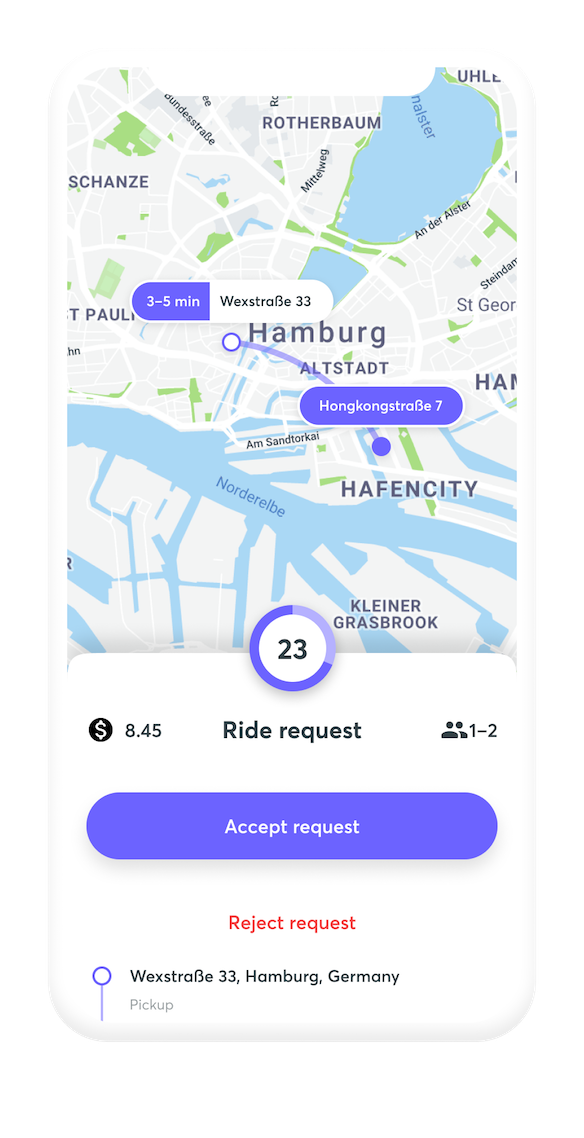 UHLE
Bundesstraße
ROTHERBAUM
nalster
Mittelweg
SCHANZE
An der Alster
Steindam
3–5 min Wexstraße 33
St Geor
T PAULI
Hamburg
hn
ALTSTADT
HAM
Hongkongstraße 7
Am Sandtorkai
Norderelbe
HAFENCITY
KLEINER
GRASBROOK
23
8.45 Ride request 1–2
Accept request
Reject request
Wexstraße 33, Hamburg, Germany
Pickup